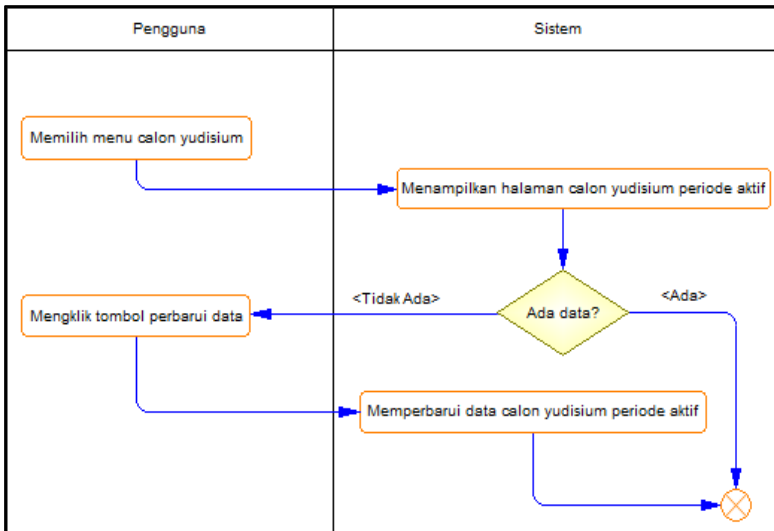 Pengguna
Sistem
Memilih menu calon yudisium
Menampilkan halaman calon yudisium periode aktif
<Tidak Ada>
Ada data?
<Ada>
Mengklik tombol perbarui data
Memperbarui data calon yudisium periode aktif